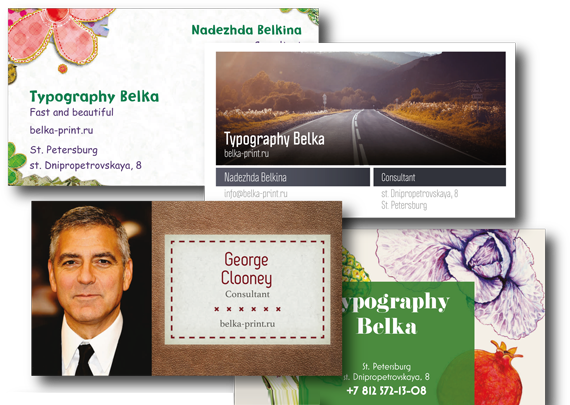 Nadezhda Belkina
Typography Belka
Fast and beautiful
belka-print.ru
St. Petersburg
st. Dnipropetrovskaya, 8
Typography Belka
belka-print.ru
Nadezhda Belkina
Consultant
info@belka-print.ru
st Dnipropetrovskaya, 8
St. Petersburg
George
Clooney
Consultant
belka-print.ru
ypography
Belka
St. Petersburg
st. Dnipropetrovskaya, 8
+7 812 572-13-08